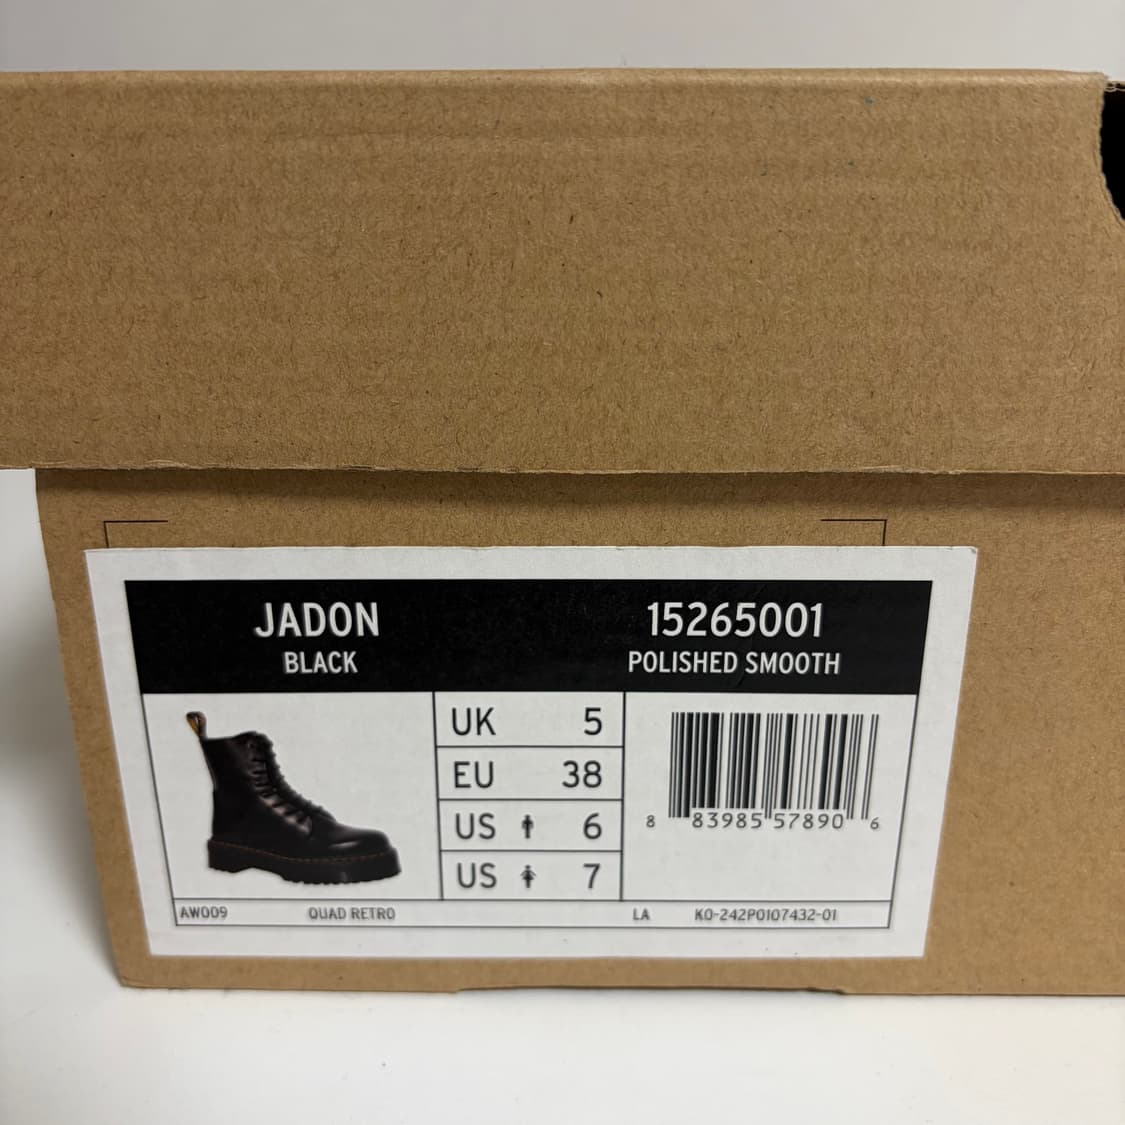 JADON
BLACK
15265001
POLISHED SMOOTH
UK 5
EU 38
US 6
US 7
8 83985 57890 6
AW009 QUAD RETRO LA KO-242P0107432-01